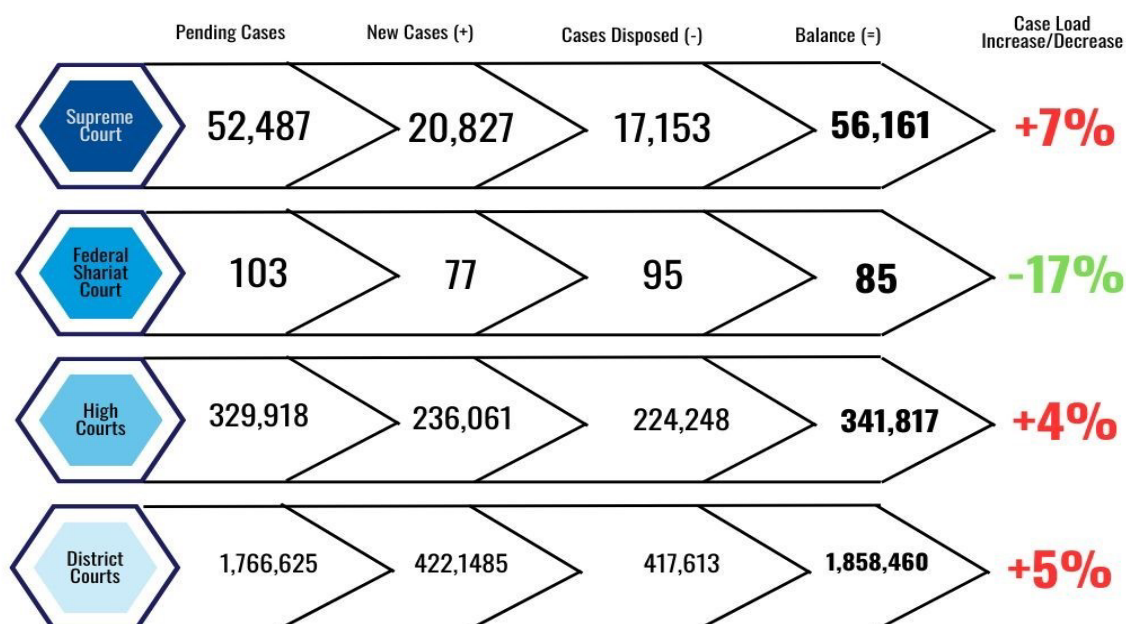 Pending Cases New Cases (+) Cases Disposed (-) Balance (=) Case Load
Increase/Decrease
Supreme
Court
52,487 20,827 17,153 56,161 +7%
Federal
Shariat
Court
103 77 95 85 -17%
High
Courts
329,918 236,061 224,248 341,817 +4%
District
Courts
1,766,625 422,1485 417,613 1,858,460 +5%